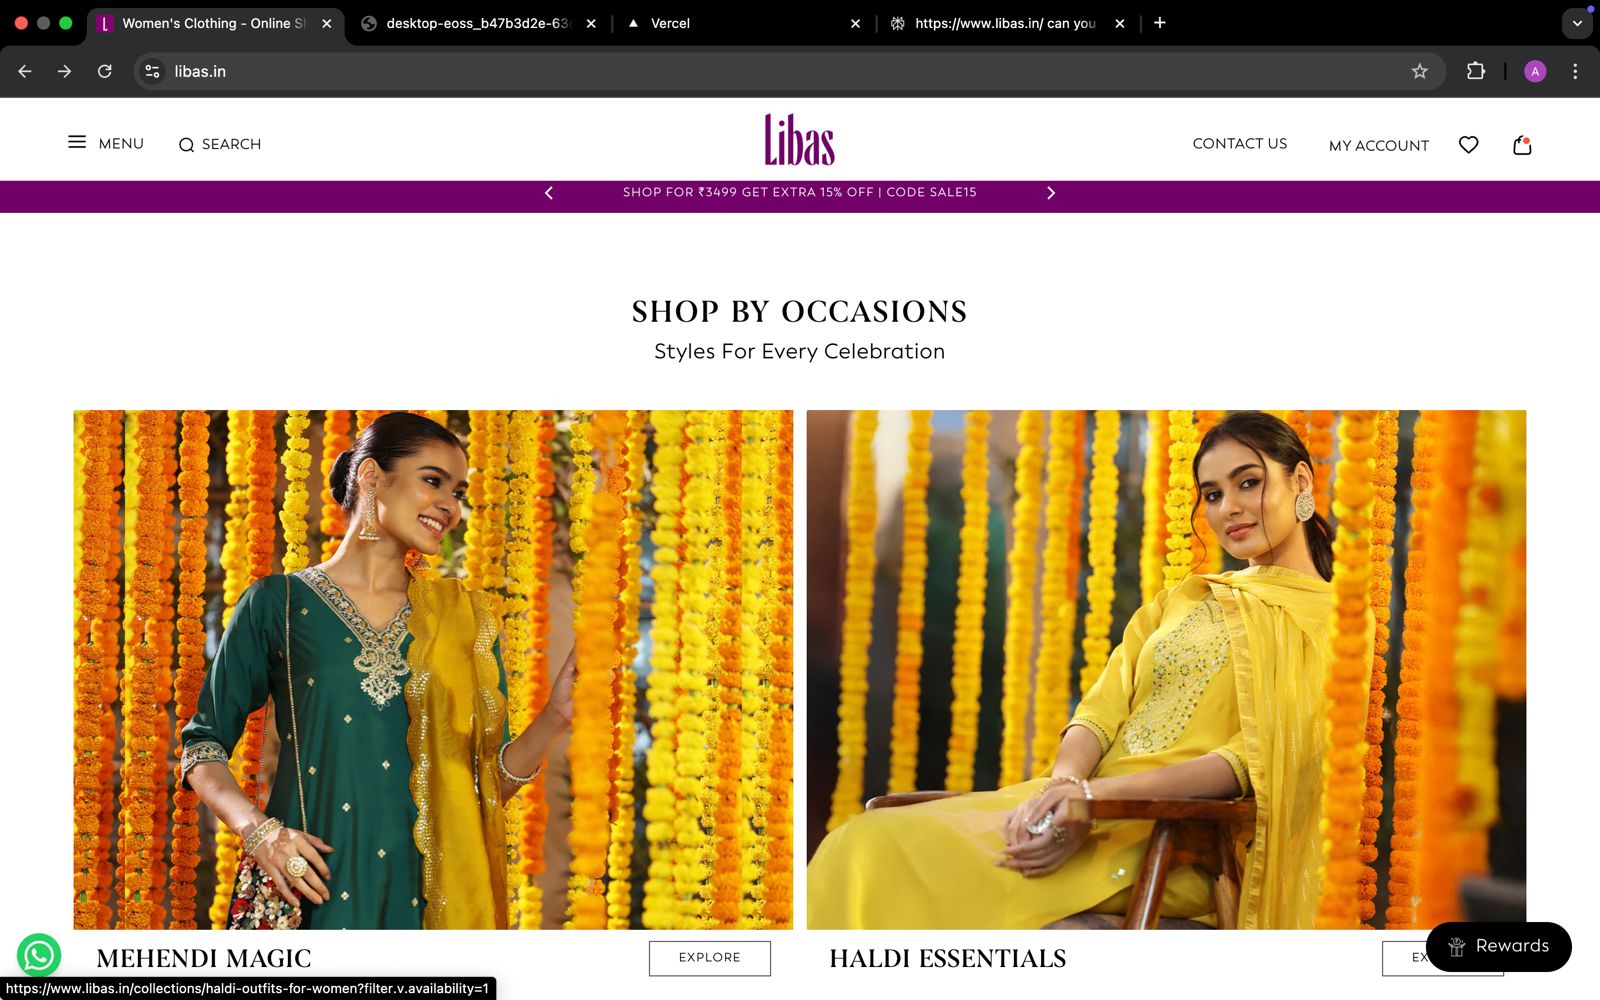 Women's Clothing - Online S
desktop-eoss_b47b3d2e-63
Vercel
https://www.libas.in/ can you
libas.in
A
MENU
SEARCH
Libas
CONTACT US
MY ACCOUNT
SHOP FOR ₹3499 GET EXTRA 15% OFF | CODE SALE15
SHOP BY OCCASIONS
Styles For Every Celebration
MEHENDI MAGIC
EXPLORE
HALDI ESSENTIALS
EX
Rewards
https://www.libas.in/collections/haldi-outfits-for-women?filter.v.availability=1